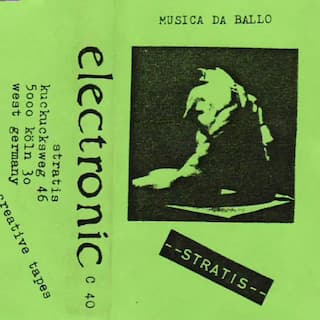 MUSICA DA BALLO
--STRATIS--
electronic
C 40
stratis
kuckucksweg 46
5000 köln 30
west germany
creative tapes